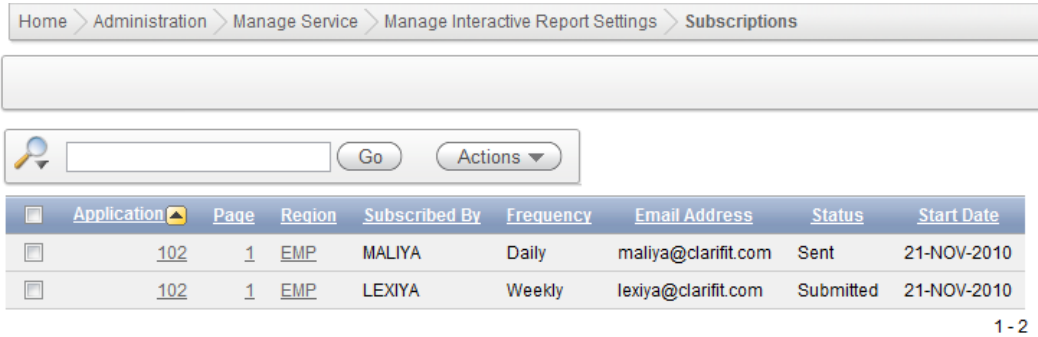 Home Administration Manage Service Manage Interactive Report Settings Subscriptions
Go Actions
Application Page Region Subscribed By Frequency Email Address Status Start Date
102 1 EMP MALIYA Daily maliya@clarifit.com Sent 21-NOV-2010
102 1 EMP LEXIYA Weekly lexiya@clarifit.com Submitted 21-NOV-2010
1 - 2